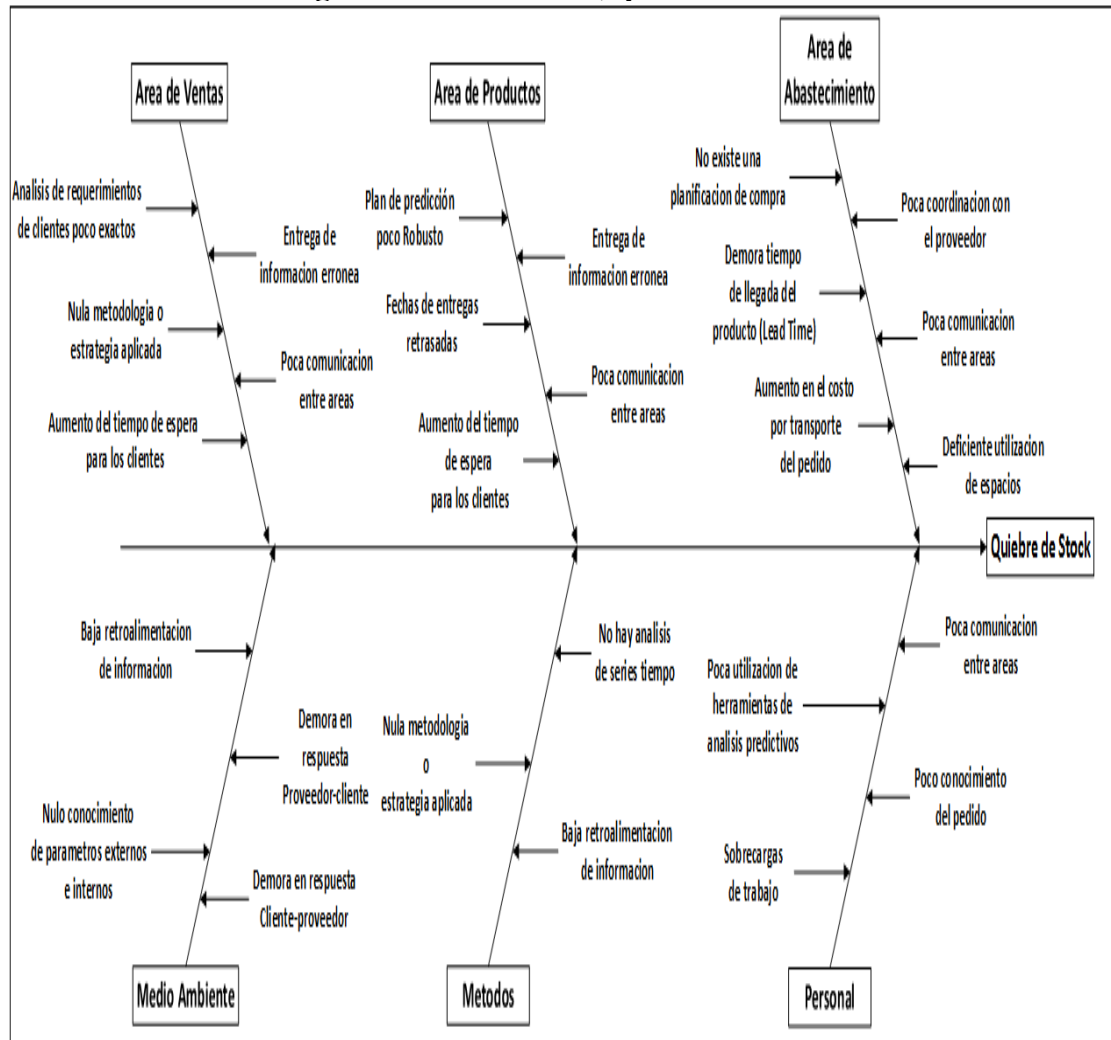 Area de Ventas
Area de Productos
Area de
Abastecimiento
Analisis de requerimientos
de clientes poco exactos
Entrega de
informacion erronea
Nula metodologia o
estrategia aplicada
Poca comunicacion
entre areas
Aumento del tiempo de espera
para los clientes
Plan de predicción
poco Robusto
Entrega de
informacion erronea
Fechas de entregas
retrasadas
Poca comunicacion
entre areas
Aumento del tiempo
de espera
para los clientes
No existe una
planificacion de compra
Poca coordinacion con
el proveedor
Demora tiempo
de llegada del
producto (Lead Time)
Poca comunicacion
entre areas
Aumento en el costo
por transporte
del pedido
Deficiente utilizacion
de espacios
Quiebre de Stock
Baja retroalimentacion
de informacion
Demora en
respuesta
Proveedor-cliente
Nulo conocimiento
de parametros externos
e internos
Demora en respuesta
Cliente-proveedor
No hay analisis
de series tiempo
Nula metodologia
o
estrategia aplicada
Baja retroalimentacion
de informacion
Poca comunicacion
entre areas
Poca utilizacion de
herramientas de
analisis predictivos
Poco conocimiento
del pedido
Sobrecargas
de trabajo
Medio Ambiente
Metodos
Personal